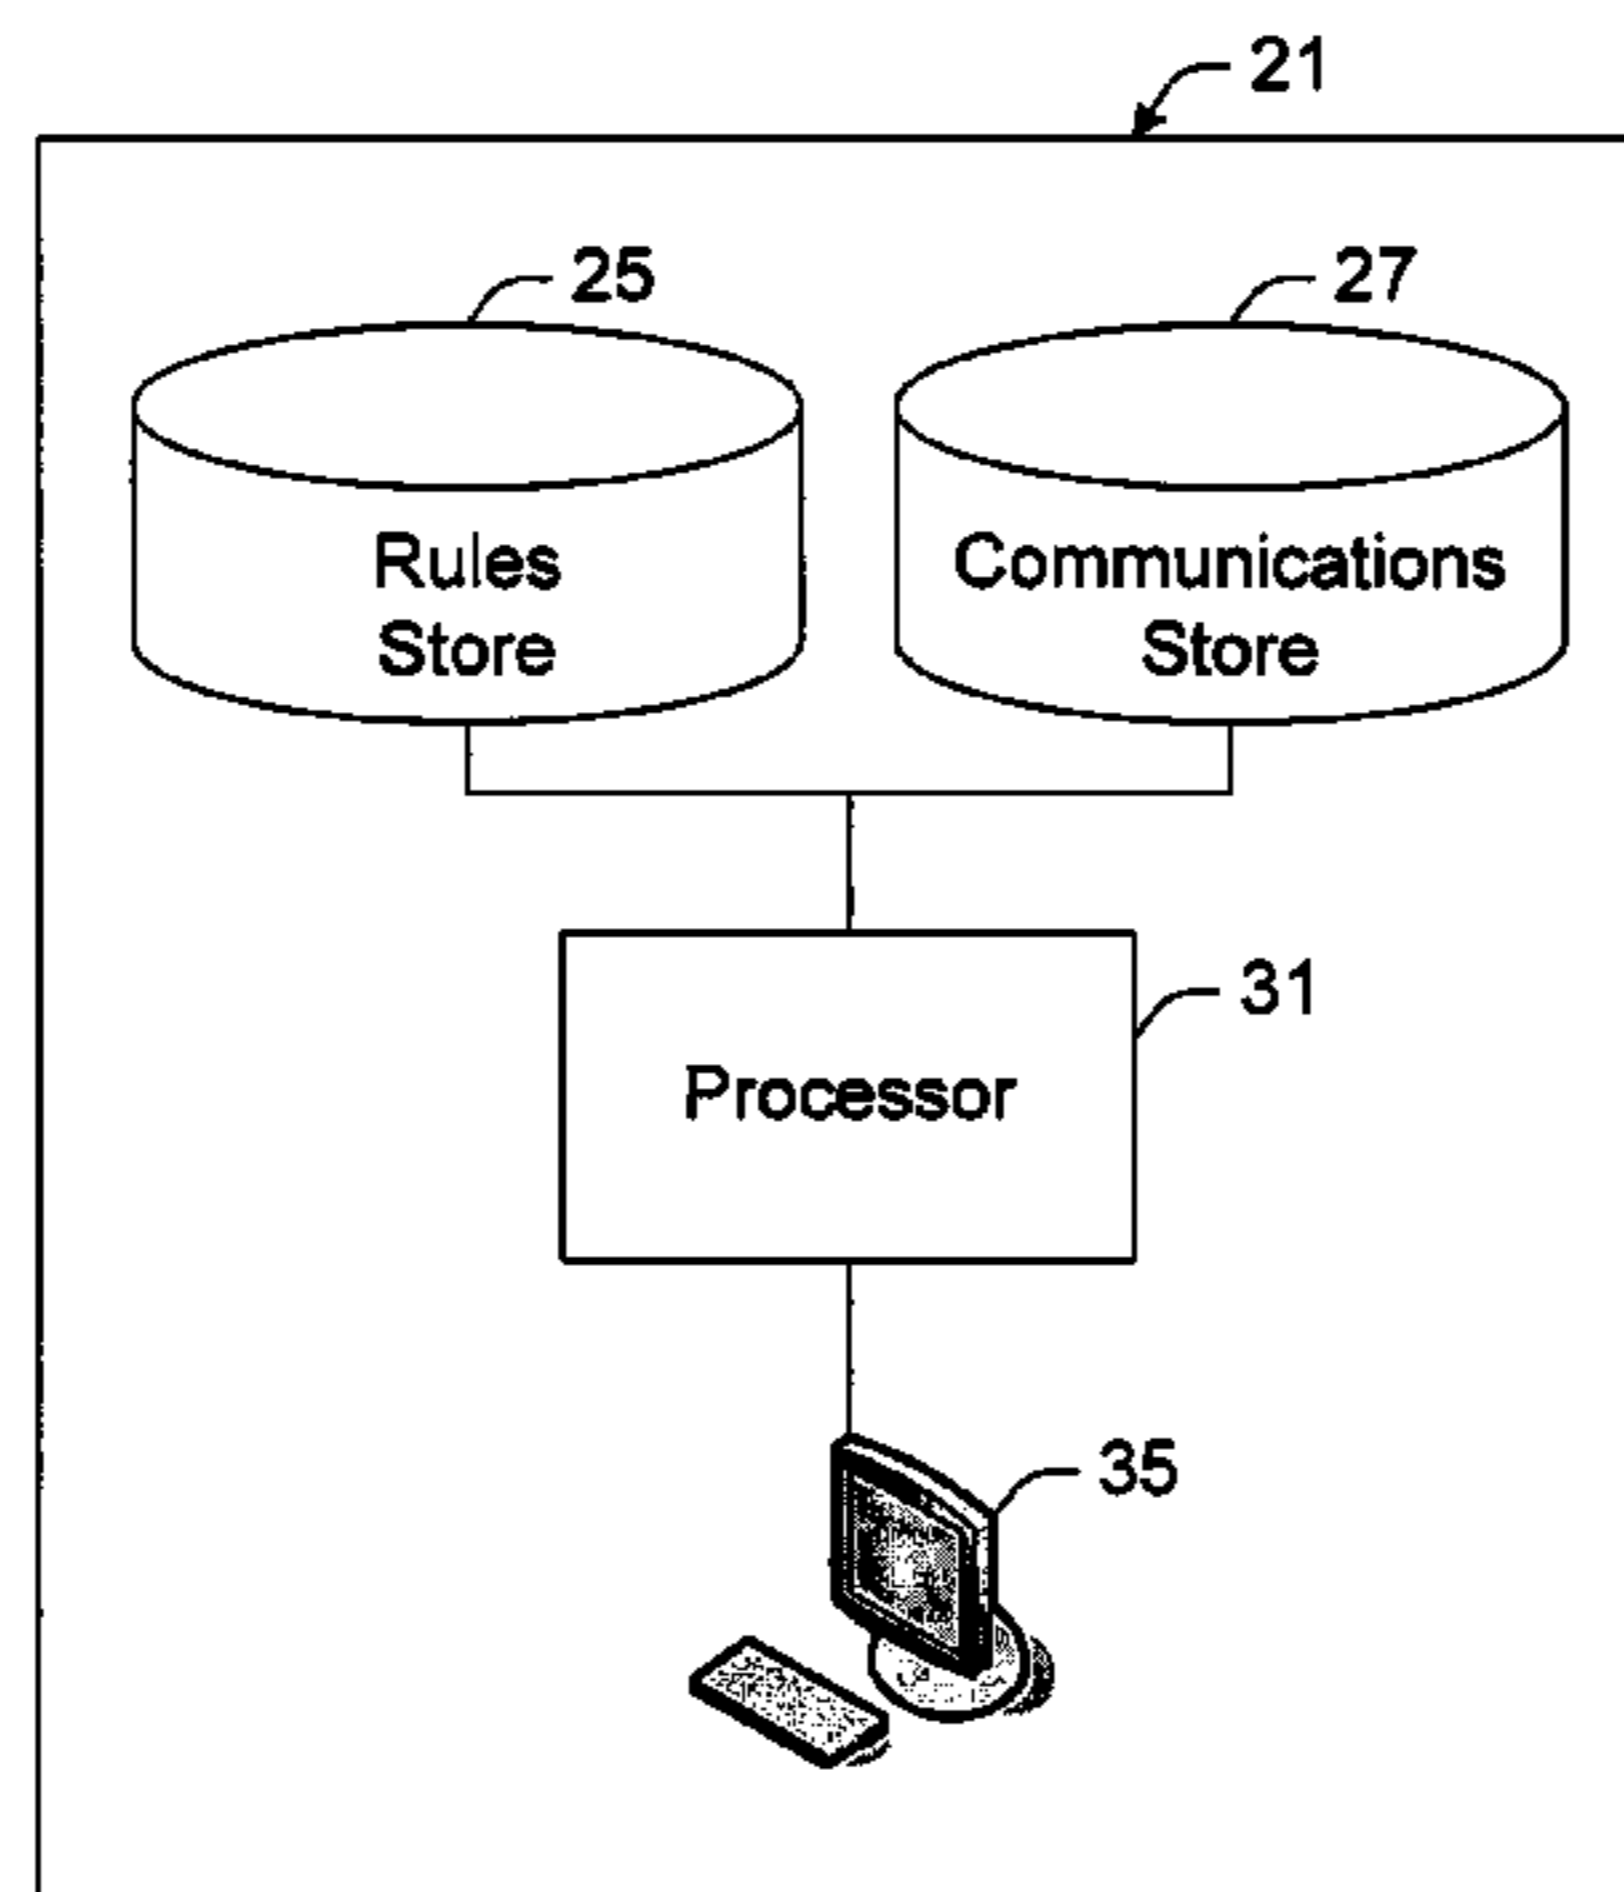 21
25
27
Rules
Store
Communications
Store
31
Processor
35